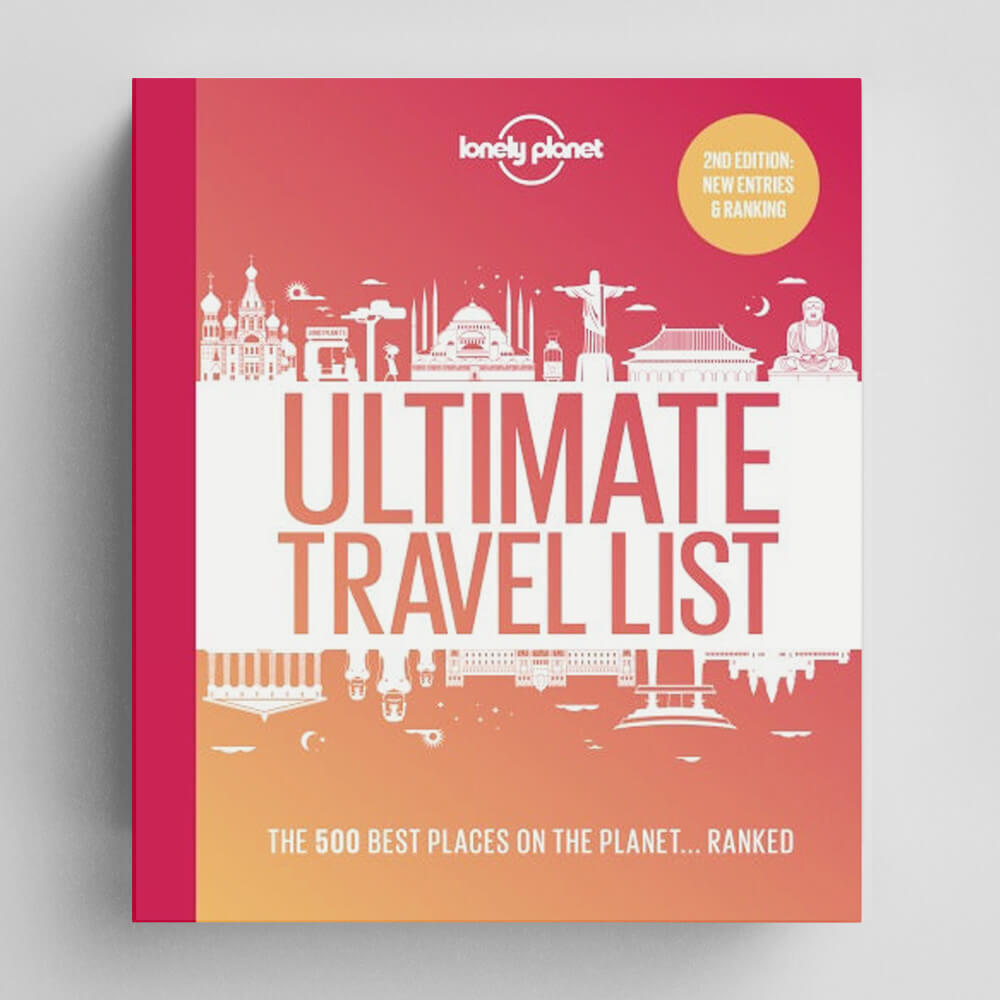 lonely planet
2ND EDITION:
NEW ENTRIES
& RANKING
ULTIMATE
TRAVEL LIST
THE 500 BEST PLACES ON THE PLANET... RANKED